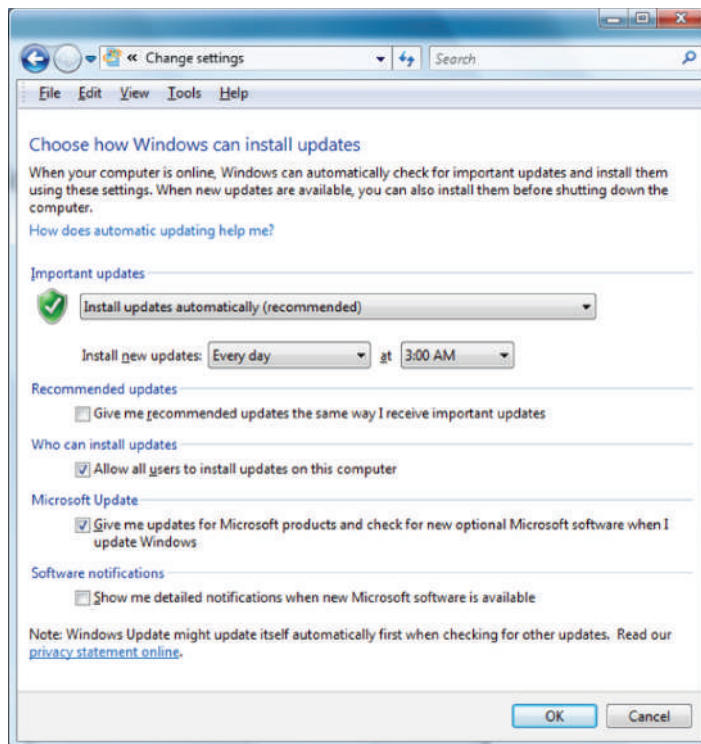 « Change settings
Search
File Edit View Tools Help
Choose how Windows can install updates
When your computer is online, Windows can automatically check for important updates and install them
using these settings. When new updates are available, you can also install them before shutting down the
computer.
How does automatic updating help me?
Important updates
Install updates automatically (recommended)
Install new updates: Every day at 3:00 AM
Recommended updates
Give me recommended updates the same way I receive important updates
Who can install updates
Allow all users to install updates on this computer
Microsoft Update
Give me updates for Microsoft products and check for new optional Microsoft software when I
update Windows
Software notifications
Show me detailed notifications when new Microsoft software is available
Note: Windows Update might update itself automatically first when checking for other updates. Read our
privacy statement online.
OK Cancel